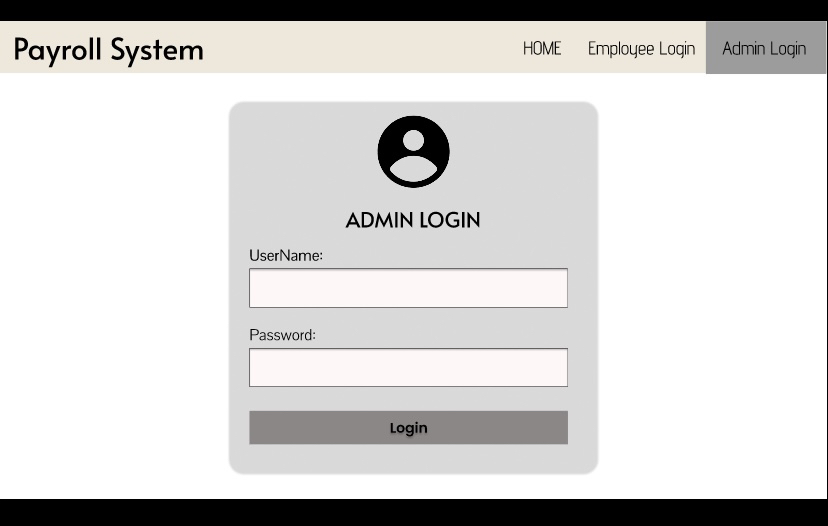 Payroll System
HOME Employee Login Admin Login
ADMIN LOGIN
UserName:
Password:
Login